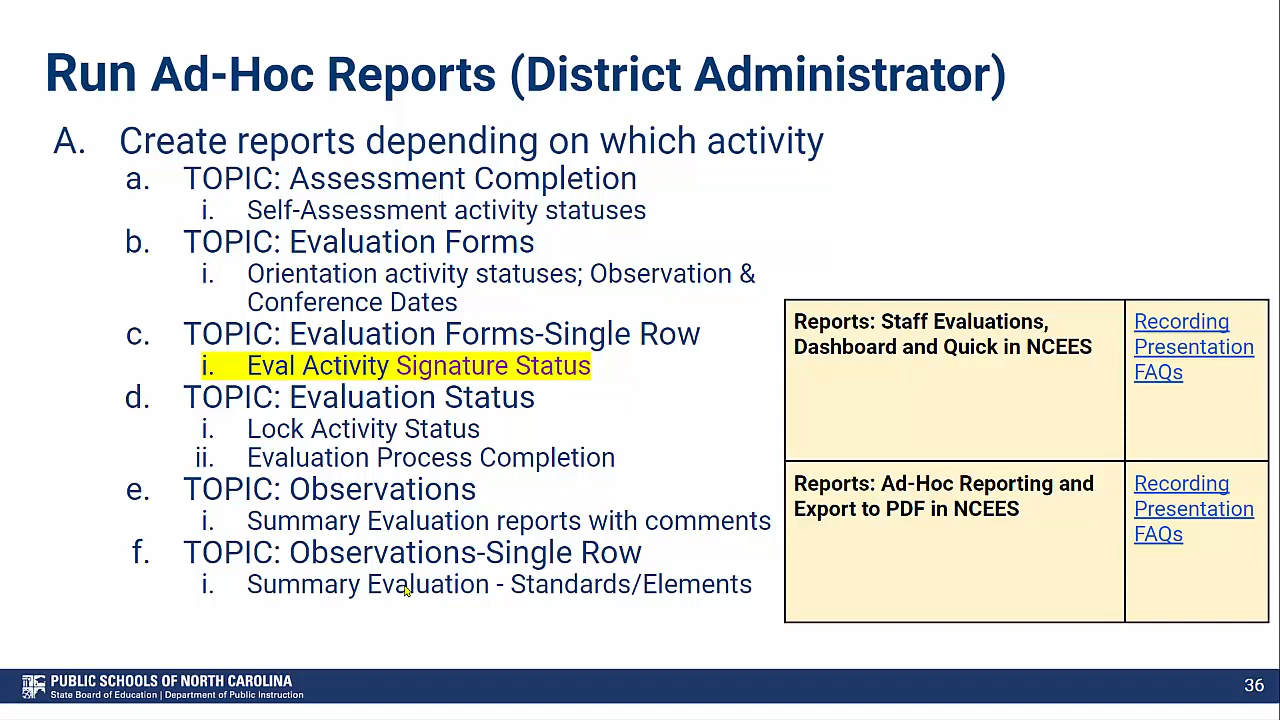 Run Ad-Hoc Reports (District Administrator)
A. Create reports depending on which activity
a. TOPIC: Assessment Completion
i. Self-Assessment activity statuses
b. TOPIC: Evaluation Forms
i. Orientation activity statuses; Observation &
Conference Dates
c. TOPIC: Evaluation Forms-Single Row
i. Eval Activity Signature Status
d. TOPIC: Evaluation Status
i. Lock Activity Status
ii. Evaluation Process Completion
e. TOPIC: Observations
i. Summary Evaluation reports with comments
f. TOPIC: Observations-Single Row
i. Summary Evaluation - Standards/Elements
Reports: Staff Evaluations,
Dashboard and Quick in NCEES
Recording
Presentation
FAQs
Reports: Ad-Hoc Reporting and
Export to PDF in NCEES
Recording
Presentation
FAQs
PUBLIC SCHOOLS OF NORTH CAROLINA
State Board of Education | Department of Public Instruction
36